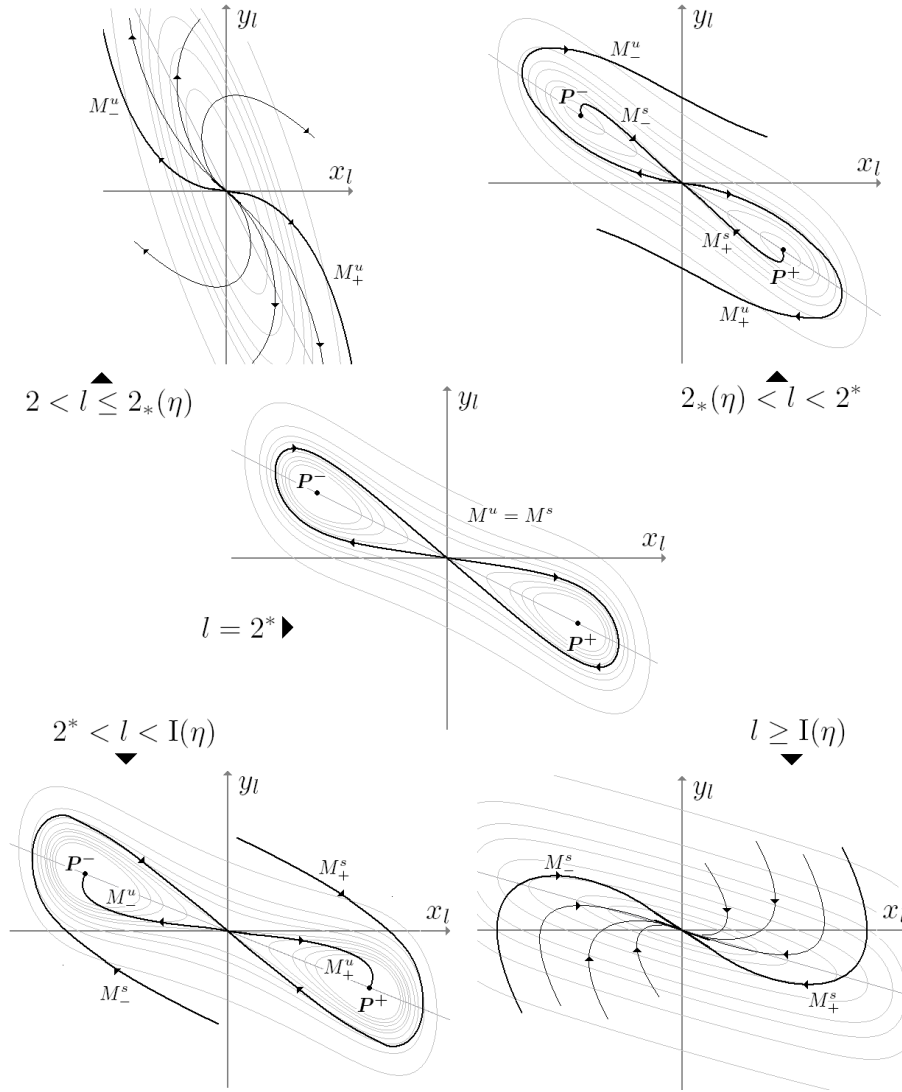 y_l
x_l
M^u_-
M^u_+
2 < l ≤ 2_*(η)
y_l
x_l
M^u_-
P^-
M^s_-
M^s_+
P^+
M^u_+
2_*(η) < l < 2^*
y_l
x_l
P^-
M^u = M^s
P^+
l = 2^*
2^* < l < I(η)
y_l
x_l
P^-
M^u_-
M^s_+
M^u_+
P^+
M^s_-
l ≥ I(η)
y_l
x_l
M^s_-
M^s_+